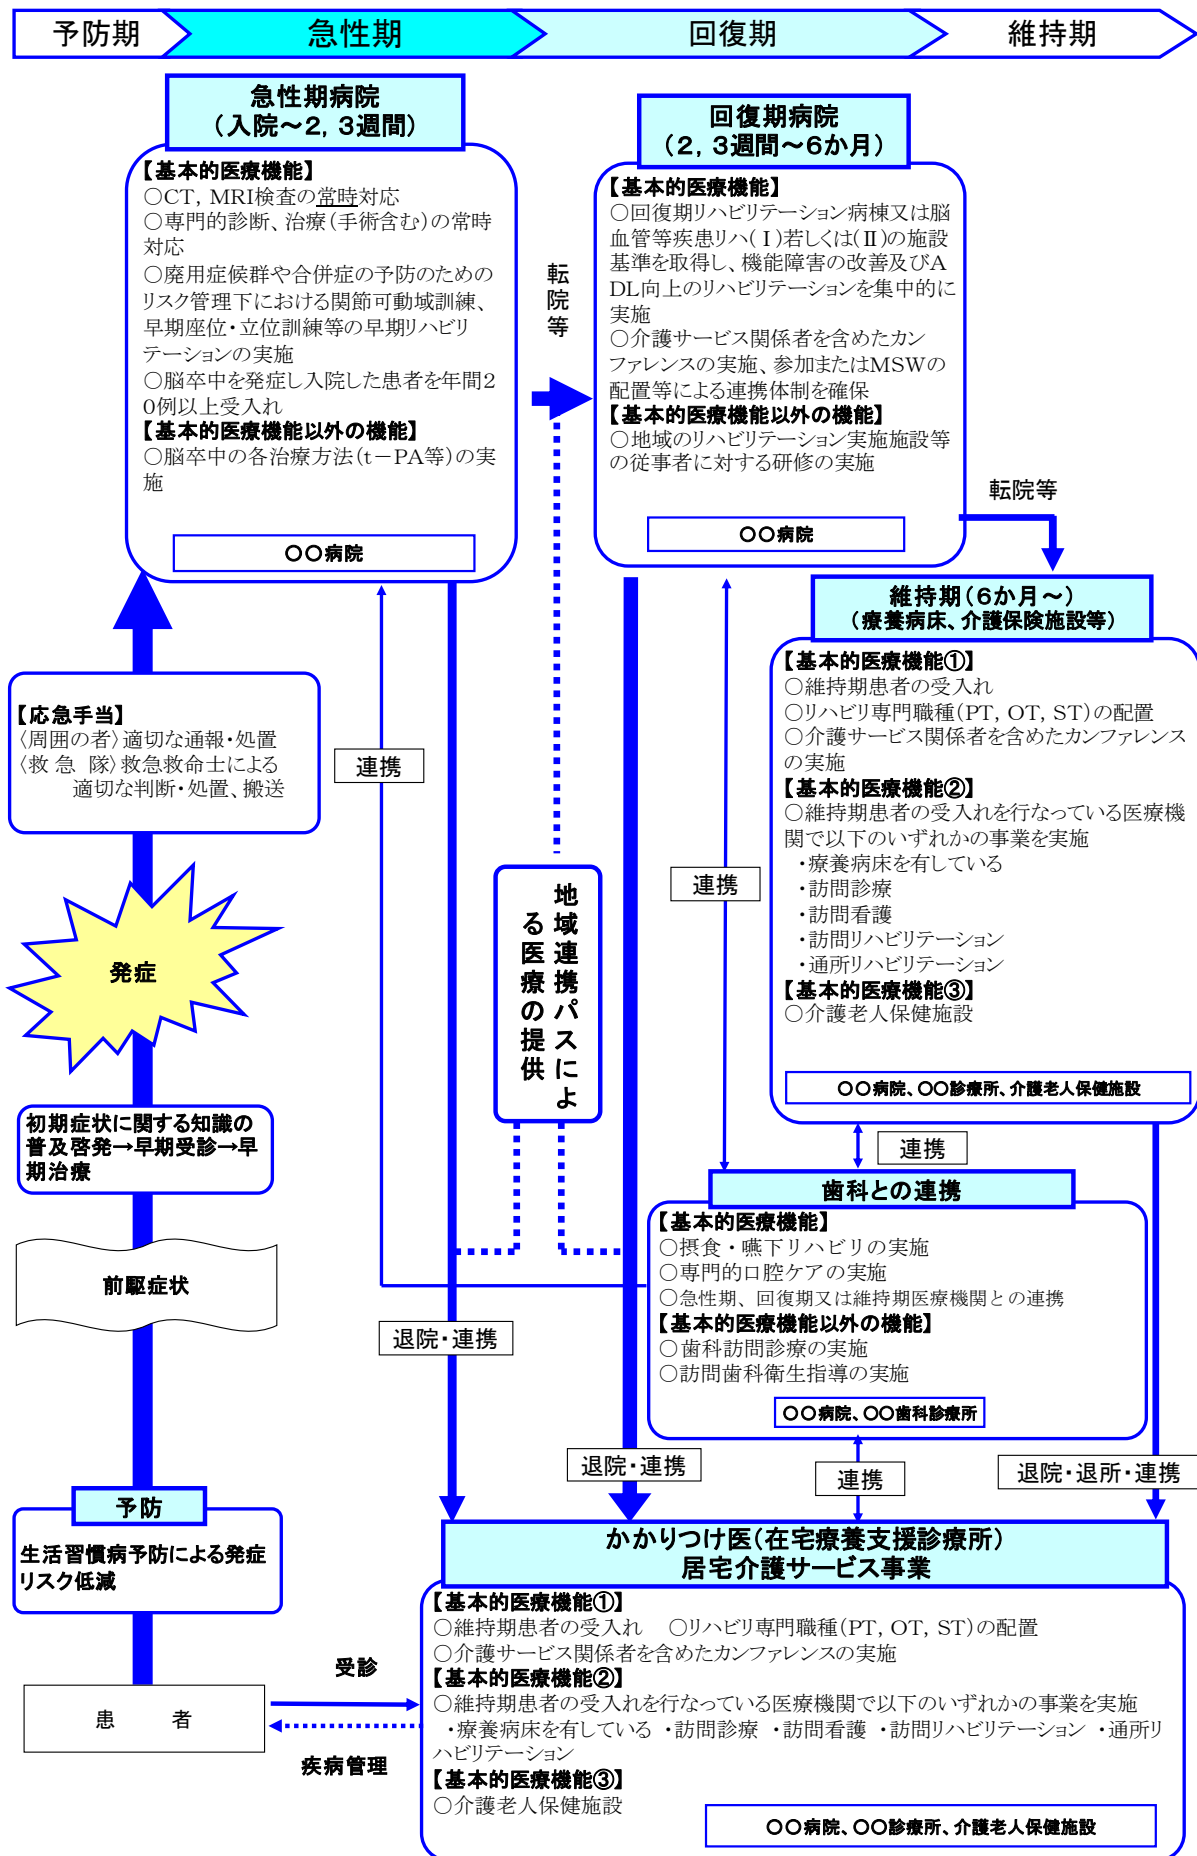 予防期
急性期
回復期
維持期
急性期病院
（入院～2，3週間）
【基本的医療機能】
○CT，MRI検査の常時対応
○専門的診断、治療（手術含む）の常時
対応
○廃用症候群や合併症の予防のための
リスク管理下における関節可動域訓練、
早期座位・立位訓練等の早期リハビリ
テーションの実施
○脳卒中を発症し入院した患者を年間2
0例以上受入れ
【基本的医療機能以外の機能】
○脳卒中の各治療方法（t－PA等）の実
施
○○病院
転院等
回復期病院
（2，3週間～6か月）
【基本的医療機能】
○回復期リハビリテーション病棟又は脳
血管等疾患リハ（Ⅰ）若しくは（Ⅱ）の施設
基準を取得し、機能障害の改善及びA
DL向上のリハビリテーションを集中的に
実施
○介護サービス関係者を含めたカン
ファレンスの実施、参加またはMSWの
配置等による連携体制を確保
【基本的医療機能以外の機能】
○地域のリハビリテーション実施施設等
の従事者に対する研修の実施
○○病院
転院等
維持期（6か月～）
（療養病床、介護保険施設等）
【基本的医療機能①】
○維持期患者の受入れ
○リハビリ専門職種（PT，OT，ST）の配置
○介護サービス関係者を含めたカンファレンス
の実施
【基本的医療機能②】
○維持期患者の受入れを行なっている医療機
関で以下のいずれかの事業を実施
・療養病床を有している
・訪問診療
・訪問看護
・訪問リハビリテーション
・通所リハビリテーション
【基本的医療機能③】
○介護老人保健施設
○○病院、○○診療所、介護老人保健施設
【応急手当】
〈周囲の者〉適切な通報・処置
〈救 急 隊〉救急救命士による
適切な判断・処置、搬送
連携
連携
地域連携パスによ
る医療の提供
発症
初期症状に関する知識の
普及啓発→早期受診→早
期治療
連携
歯科との連携
【基本的医療機能】
○摂食・嚥下リハビリの実施
○専門的口腔ケアの実施
○急性期、回復期又は維持期医療機関との連携
【基本的医療機能以外の機能】
○歯科訪問診療の実施
○訪問歯科衛生指導の実施
○○病院、○○歯科診療所
前駆症状
退院・連携
退院・連携
連携
退院・退所・連携
予防
生活習慣病予防による発症
リスク低減
かかりつけ医（在宅療養支援診療所）
居宅介護サービス事業
【基本的医療機能①】
○維持期患者の受入れ　○リハビリ専門職種（PT，OT，ST）の配置
○介護サービス関係者を含めたカンファレンスの実施
【基本的医療機能②】
○維持期患者の受入れを行なっている医療機関で以下のいずれかの事業を実施
・療養病床を有している ・訪問診療 ・訪問看護 ・訪問リハビリテーション ・通所リ
ハビリテーション
【基本的医療機能③】
○介護老人保健施設
○○病院、○○診療所、介護老人保健施設
受診
患　者
疾病管理